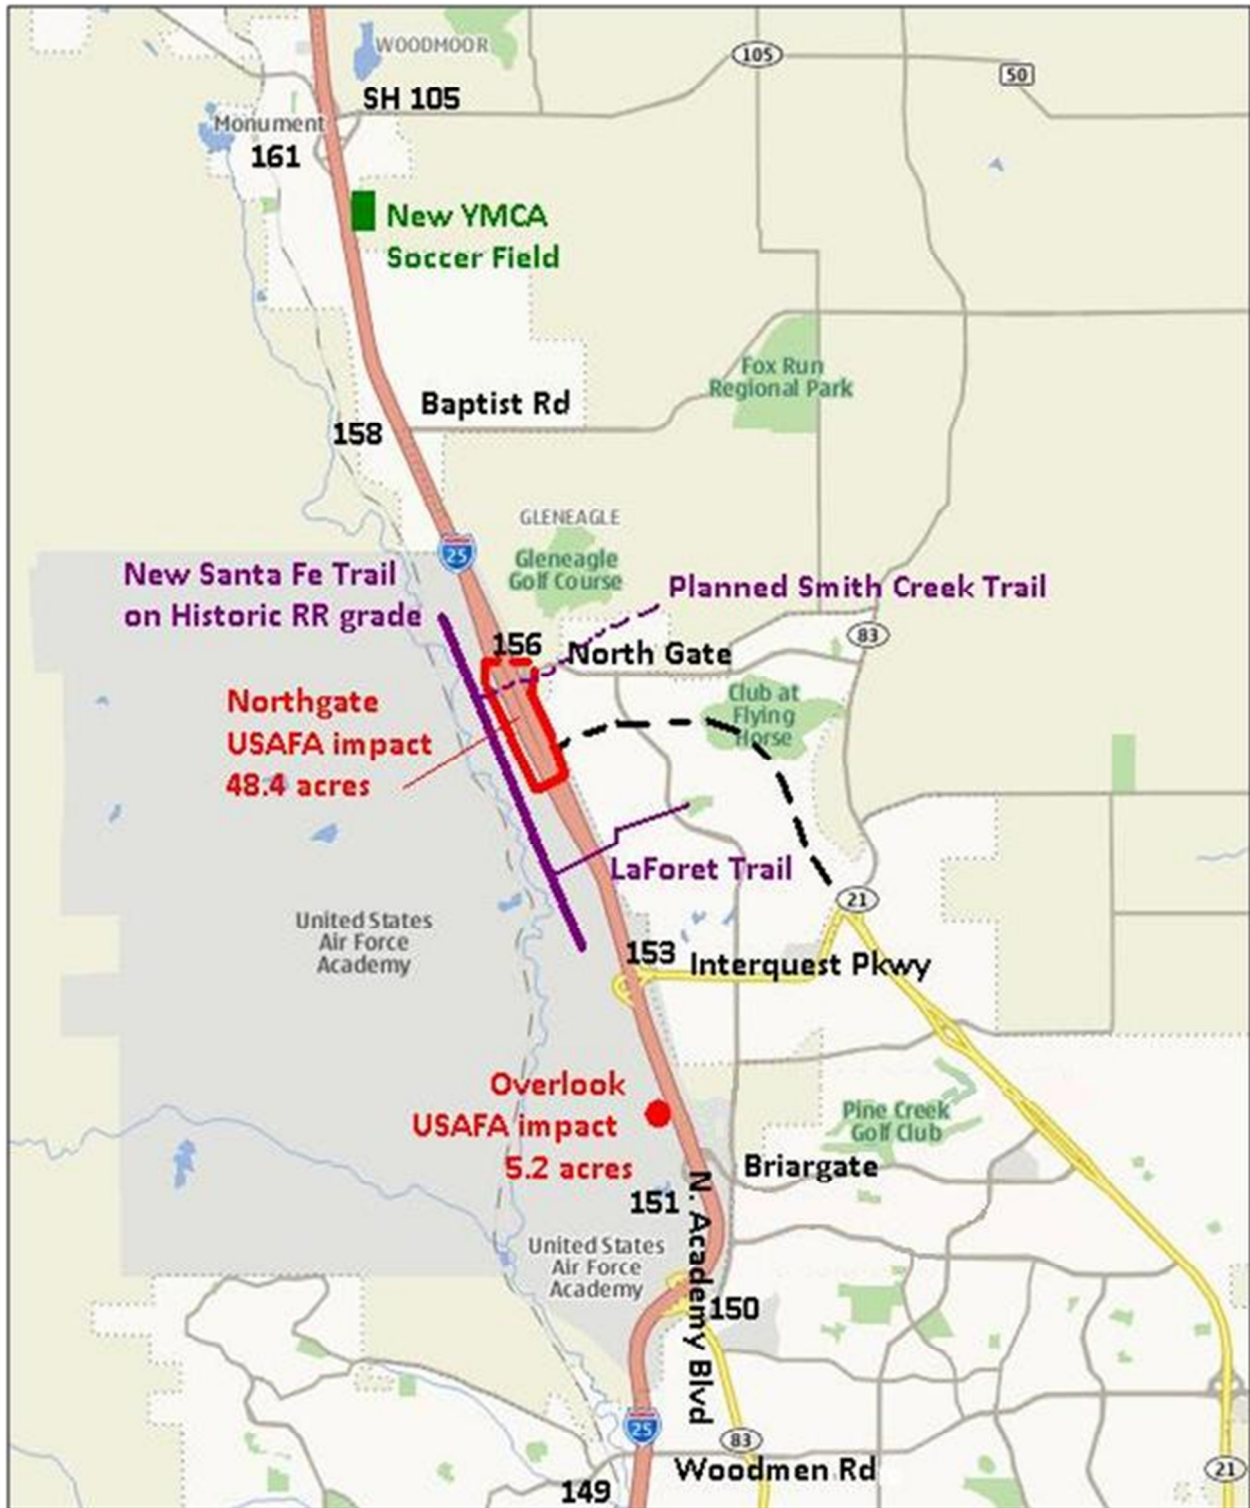 WOODMOOR
105
50
SH 105
Monument
161
New YMCA
Soccer Field
Fox Run
Regional Park
Baptist Rd
158
GLENEAGLE
25
Gleneagle
Golf Course
New Santa Fe Trail
on Historic RR grade
Planned Smith Creek Trail
83
156
North Gate
Northgate
USAFA impact
48.4 acres
Club at
Flying
Horse
LaForet Trail
21
United States
Air Force
Academy
153
Interquest Pkwy
Overlook
USAFA impact
5.2 acres
Pine Creek
Golf Club
Briargate
151
N. Academy Blvd
United States
Air Force
Academy
150
25
83
Woodmen Rd
21
149